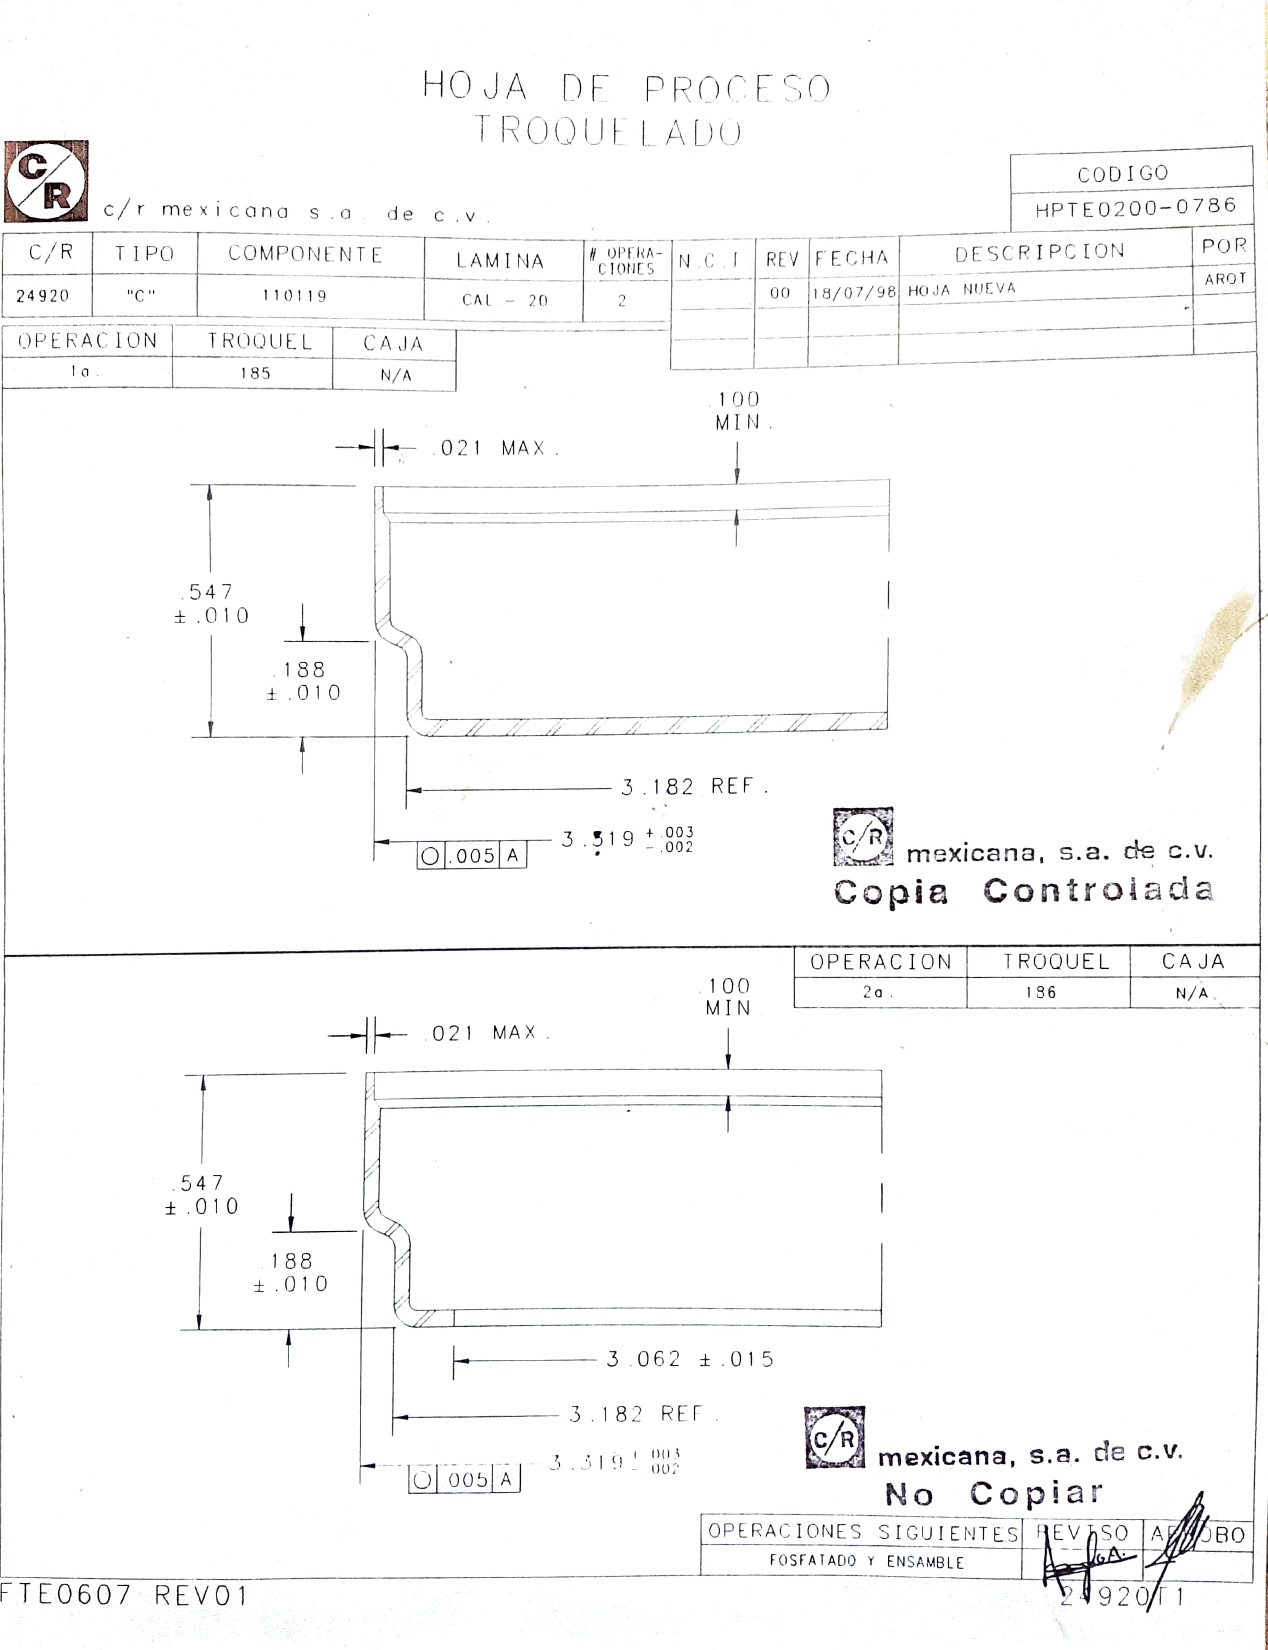 HOJA DE PROCESO
TROQUELADO
C/R
c/r mexicana s.a. de c.v.
CODIGO
HPTE0200-0786
C/R TIPO COMPONENTE LAMINA # OPERA-CIONES N.C.I REV FECHA DESCRIPCION POR
24920 "C" 110119 CAL - 20 2 00 18/07/98 HOJA NUEVA AROT
OPERACION TROQUEL CAJA
1a. 185 N/A
.100
MIN.
.021 MAX.
.547
±.010
.188
±.010
3.182 REF.
3.319 +.003 -.002
○ .005 A
C/R mexicana, s.a. de c.v.
Copia Controlada
OPERACION TROQUEL CAJA
2a. 186 N/A
.100
MIN
.021 MAX.
.547
±.010
.188
±.010
3.062 ±.015
3.182 REF.
3.319 .003 .002
○ .005 A
C/R mexicana, s.a. de c.v.
No Copiar
OPERACIONES SIGUIENTES REVISO APROBO
FOSFATADO Y ENSAMBLE
FTE0607 REV01
24920T1